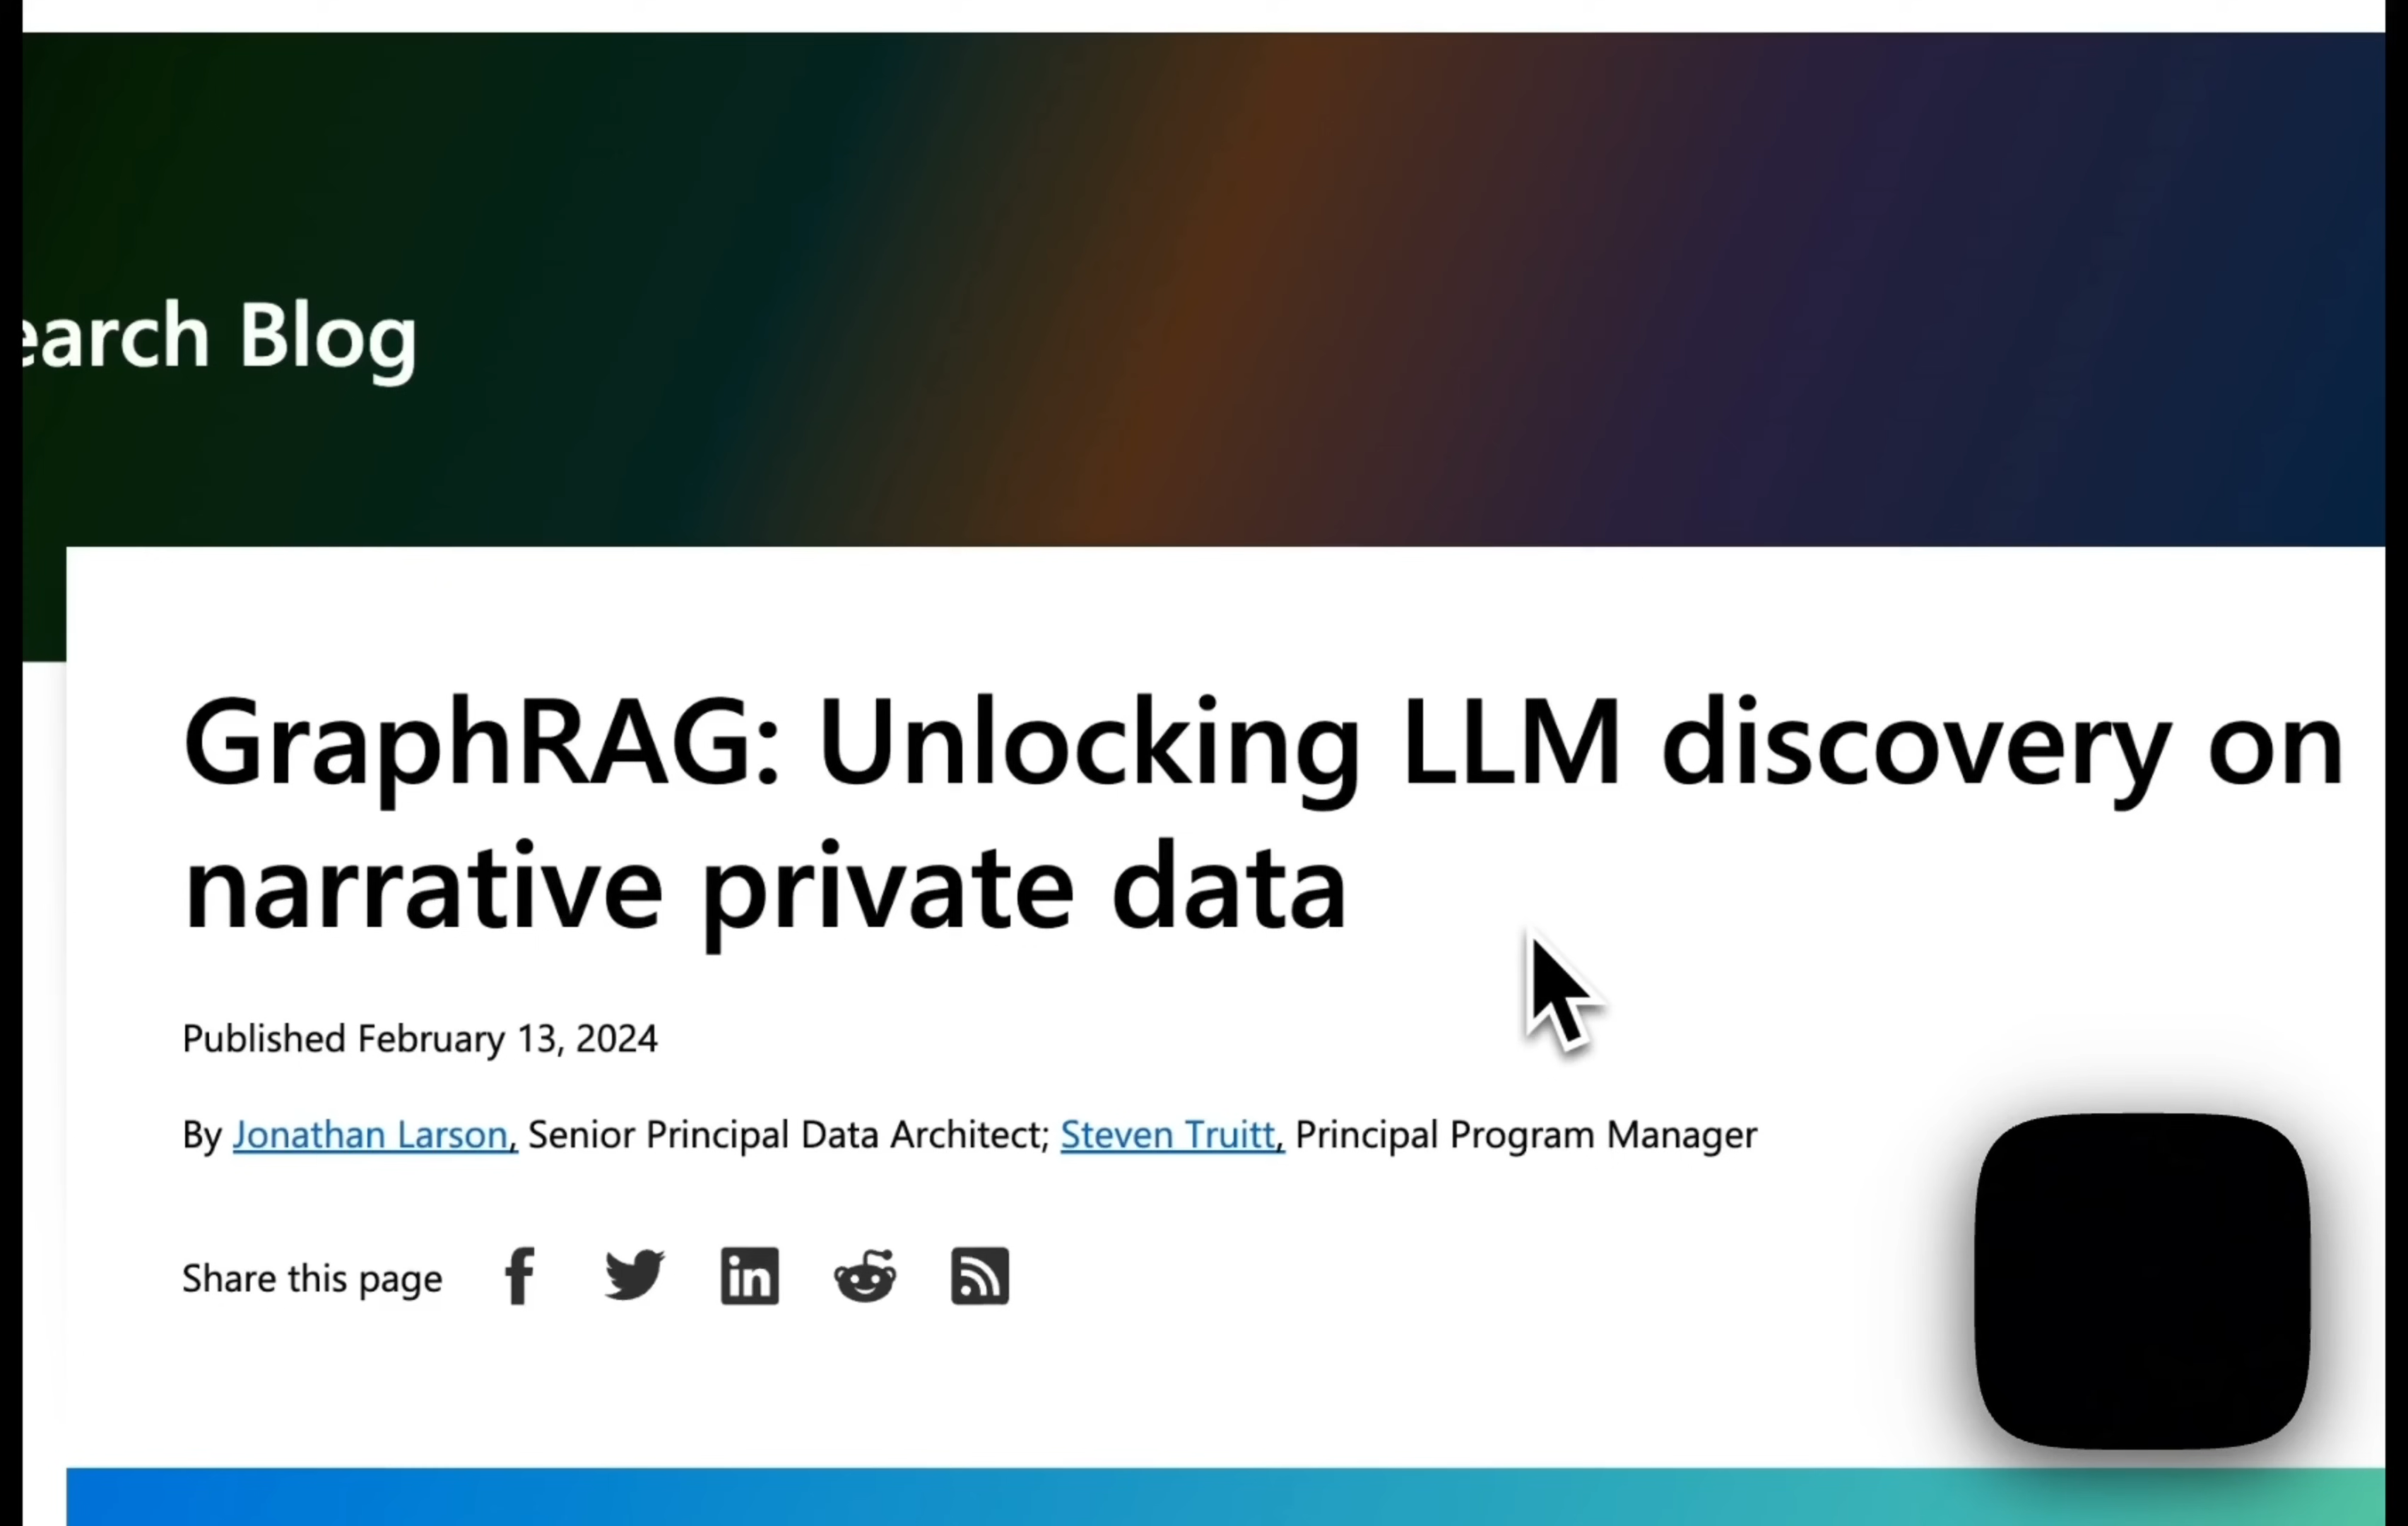 earch Blog
GraphRAG: Unlocking LLM discovery on
narrative private data
Published February 13, 2024
By Jonathan Larson, Senior Principal Data Architect; Steven Truitt, Principal Program Manager
Share this page